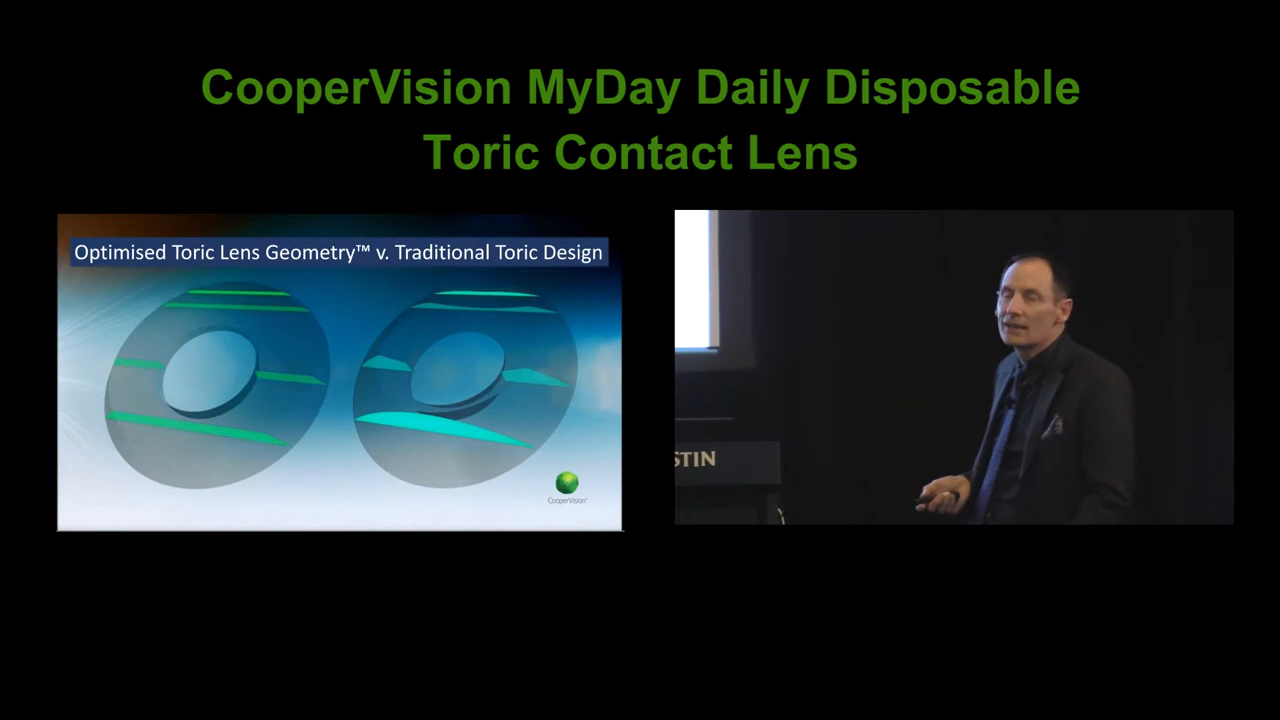 CooperVision MyDay Daily Disposable
Toric Contact Lens
Optimised Toric Lens Geometry™ v. Traditional Toric Design
CooperVision
STIN